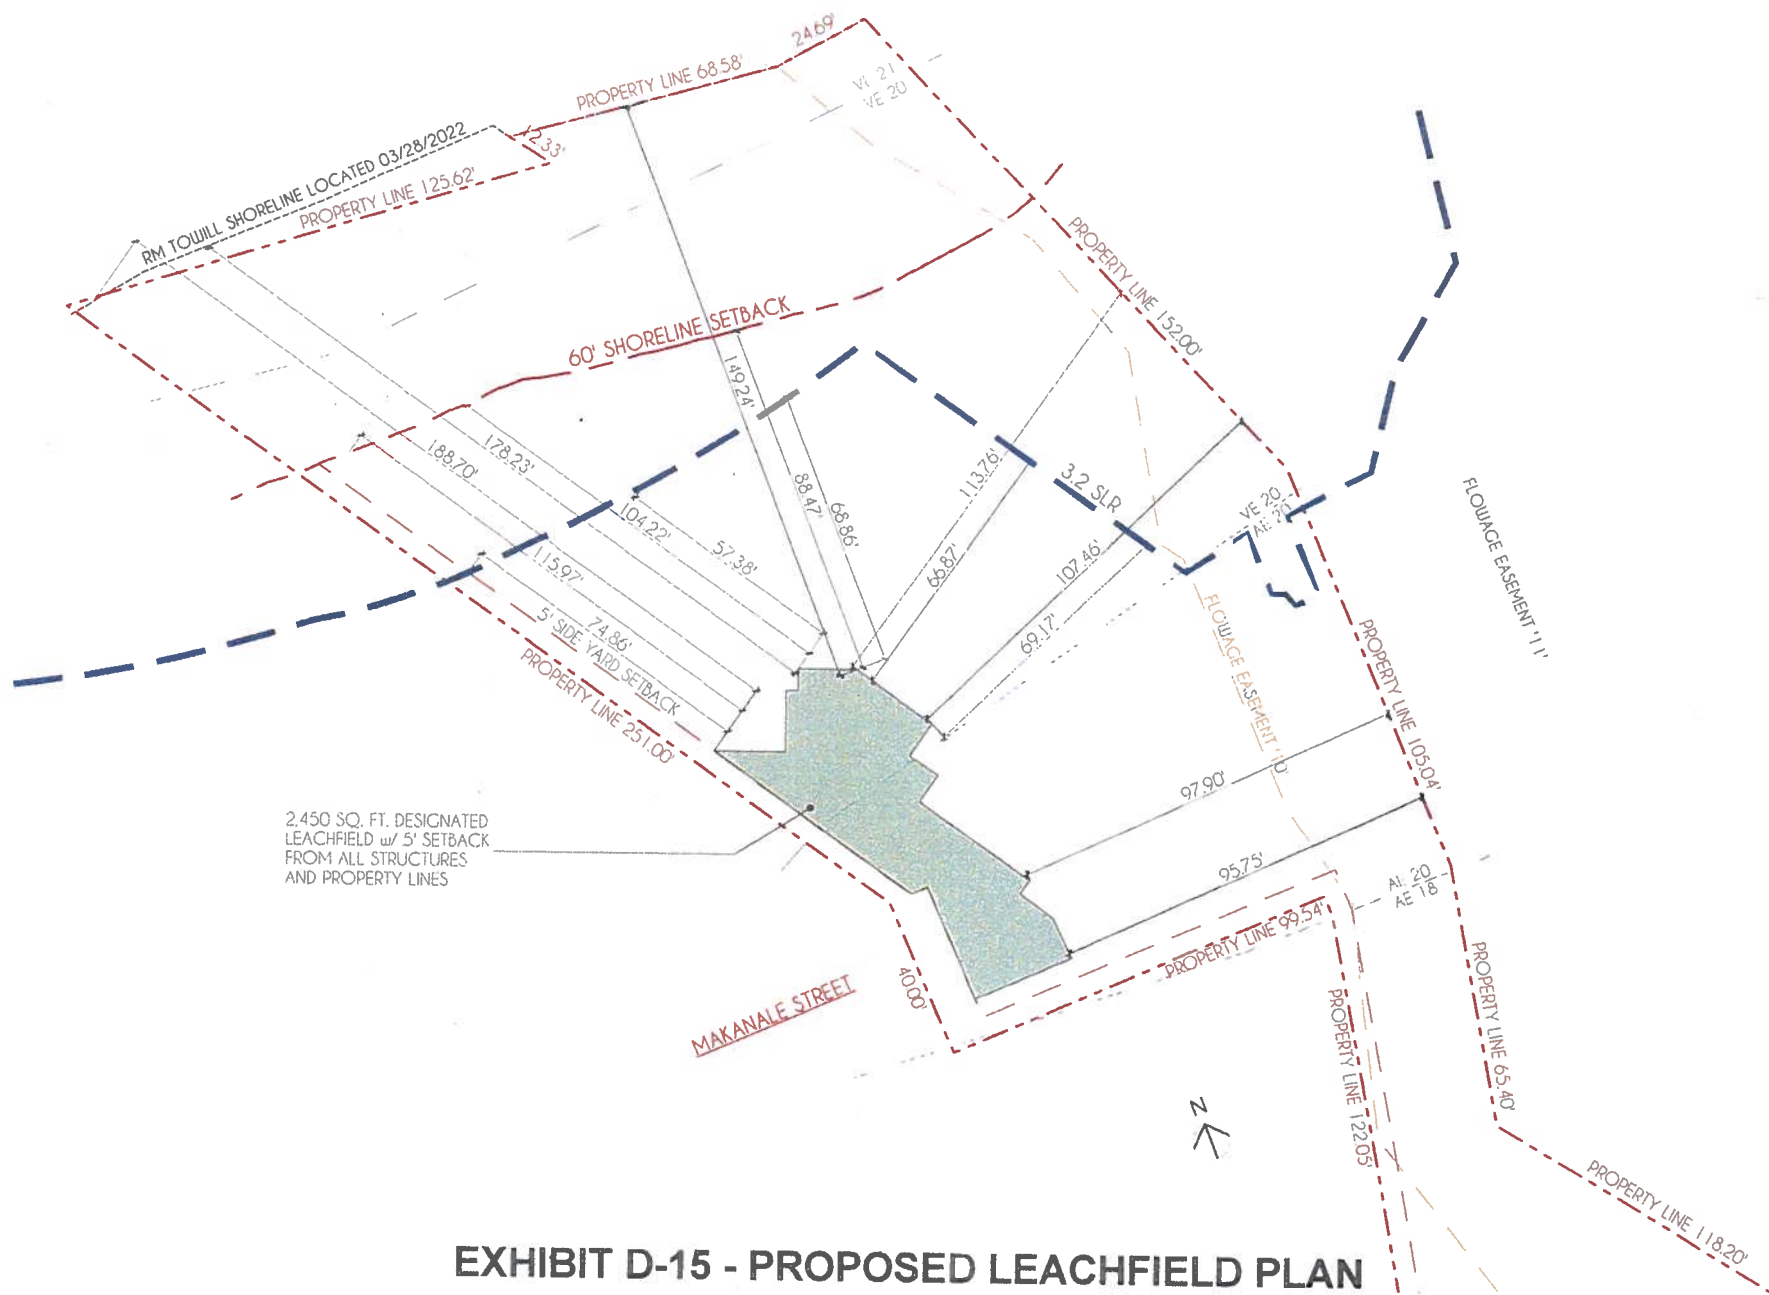 24.69'
PROPERTY LINE 68.58'
VE 21
VE 20
12.33'
RM TOWILL SHORELINE LOCATED 03/28/2022
PROPERTY LINE 125.62'
PROPERTY LINE 152.00'
60' SHORELINE SETBACK
149.24'
178.23'
188.70'
88.47'
68.86'
113.76'
3.2 SLR
VE 20
AE 20
FLOWAGE EASEMENT '11'
104.22'
57.38'
66.87'
107.46'
115.97'
69.17'
74.86'
5' SIDE YARD SETBACK
PROPERTY LINE 251.00'
FLOWAGE EASEMENT '10'
PROPERTY LINE 105.04'
97.90'
2,450 SQ. FT. DESIGNATED
LEACHFIELD w/ 5' SETBACK
FROM ALL STRUCTURES
AND PROPERTY LINES
95.75'
AE 20
AE 18
PROPERTY LINE 99.54'
40.00'
MAKANALE STREET
PROPERTY LINE 122.05'
PROPERTY LINE 65.40'
N
PROPERTY LINE 118.20'
EXHIBIT D-15 - PROPOSED LEACHFIELD PLAN